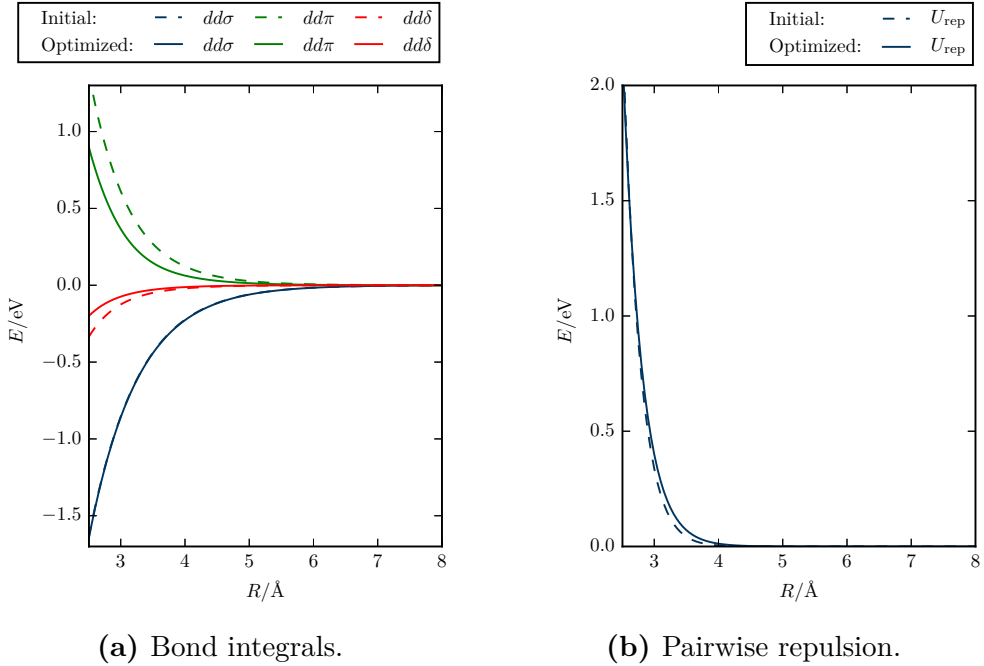 Initial: ddσ ddπ ddδ
Optimized: ddσ ddπ ddδ
Initial: U_rep
Optimized: U_rep
1.0
0.5
0.0
−0.5
−1.0
−1.5
E/eV
3 4 5 6 7 8
R/Å
2.0
1.5
1.0
0.5
0.0
E/eV
3 4 5 6 7 8
R/Å
(a) Bond integrals.
(b) Pairwise repulsion.